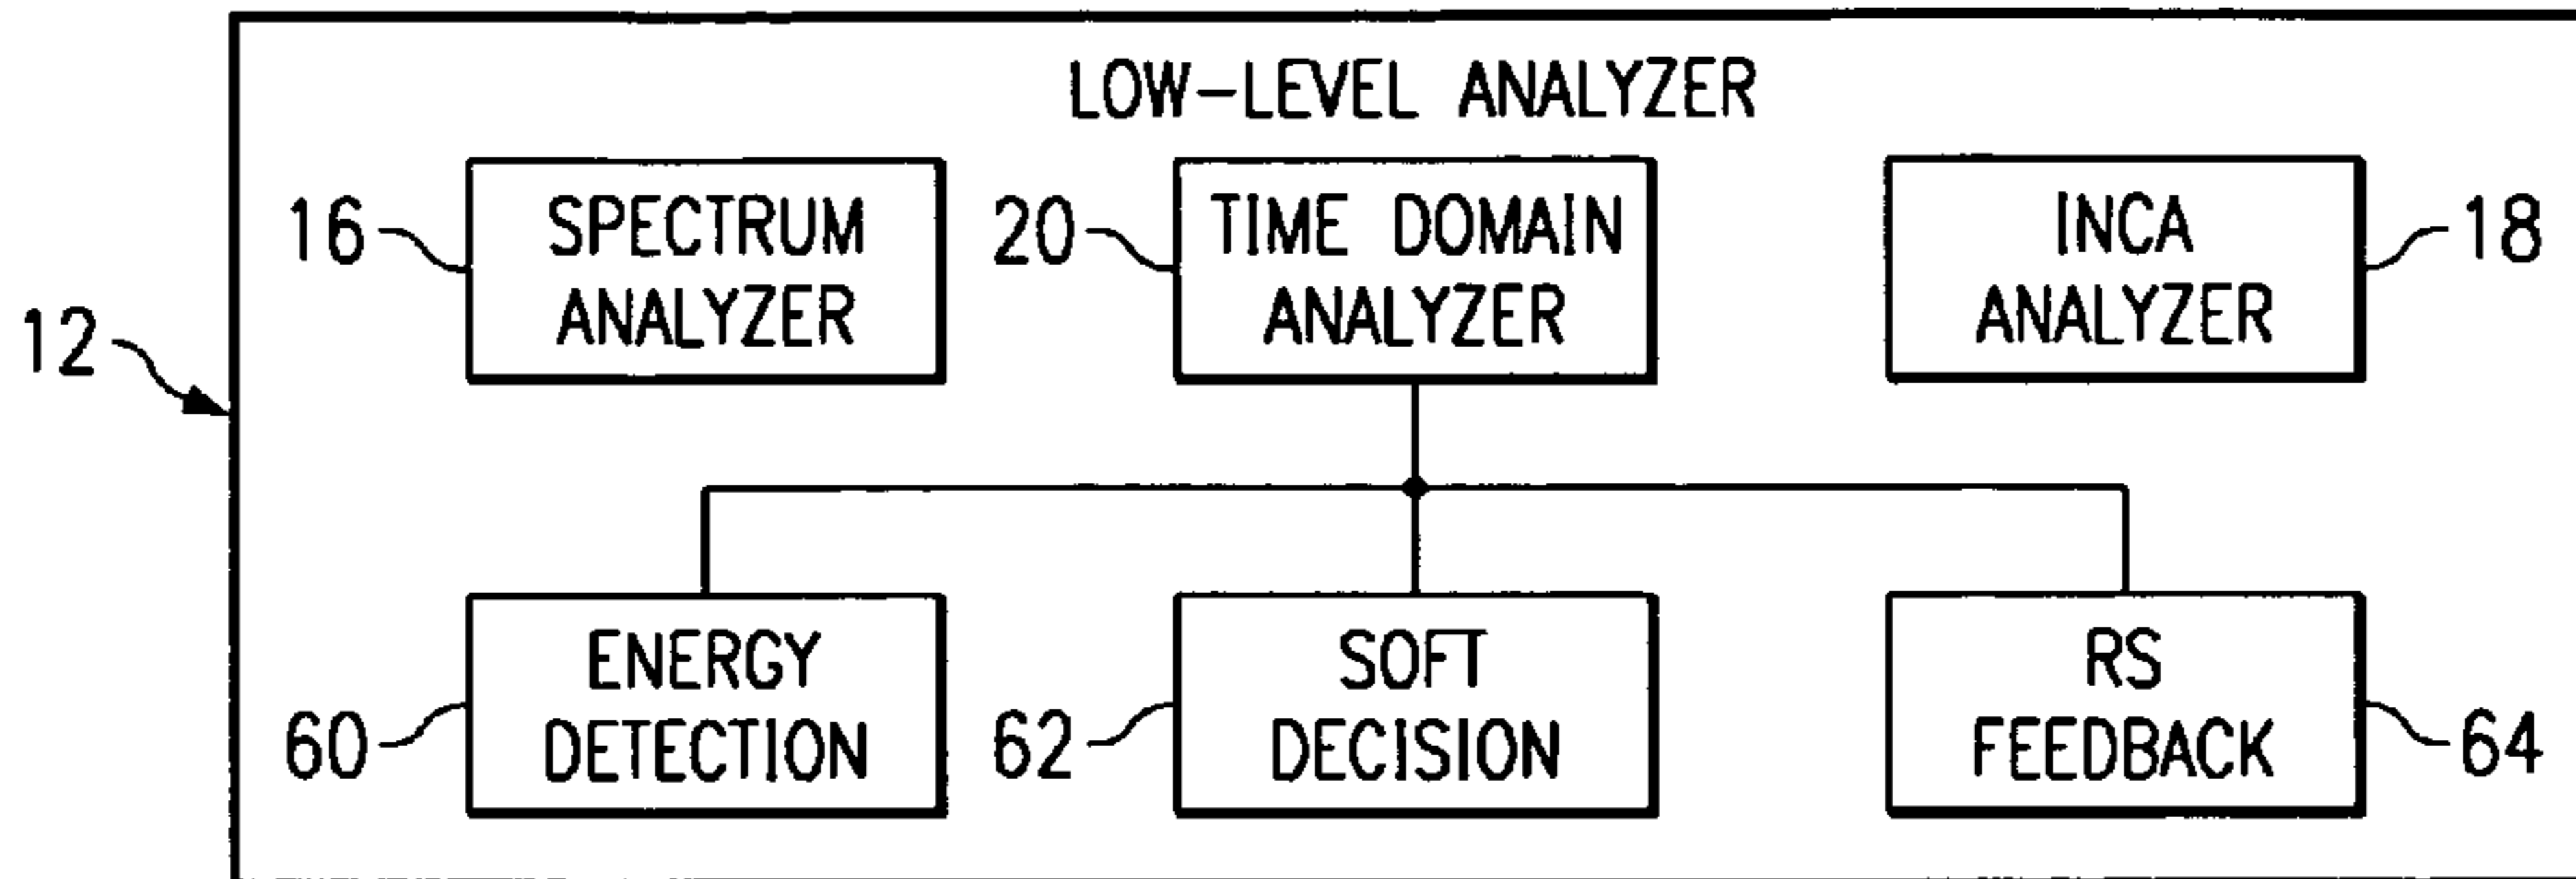 LOW-LEVEL ANALYZER
16
SPECTRUM
ANALYZER
20
TIME DOMAIN
ANALYZER
INCA
ANALYZER
18
12
60
ENERGY
DETECTION
62
SOFT
DECISION
RS
FEEDBACK
64